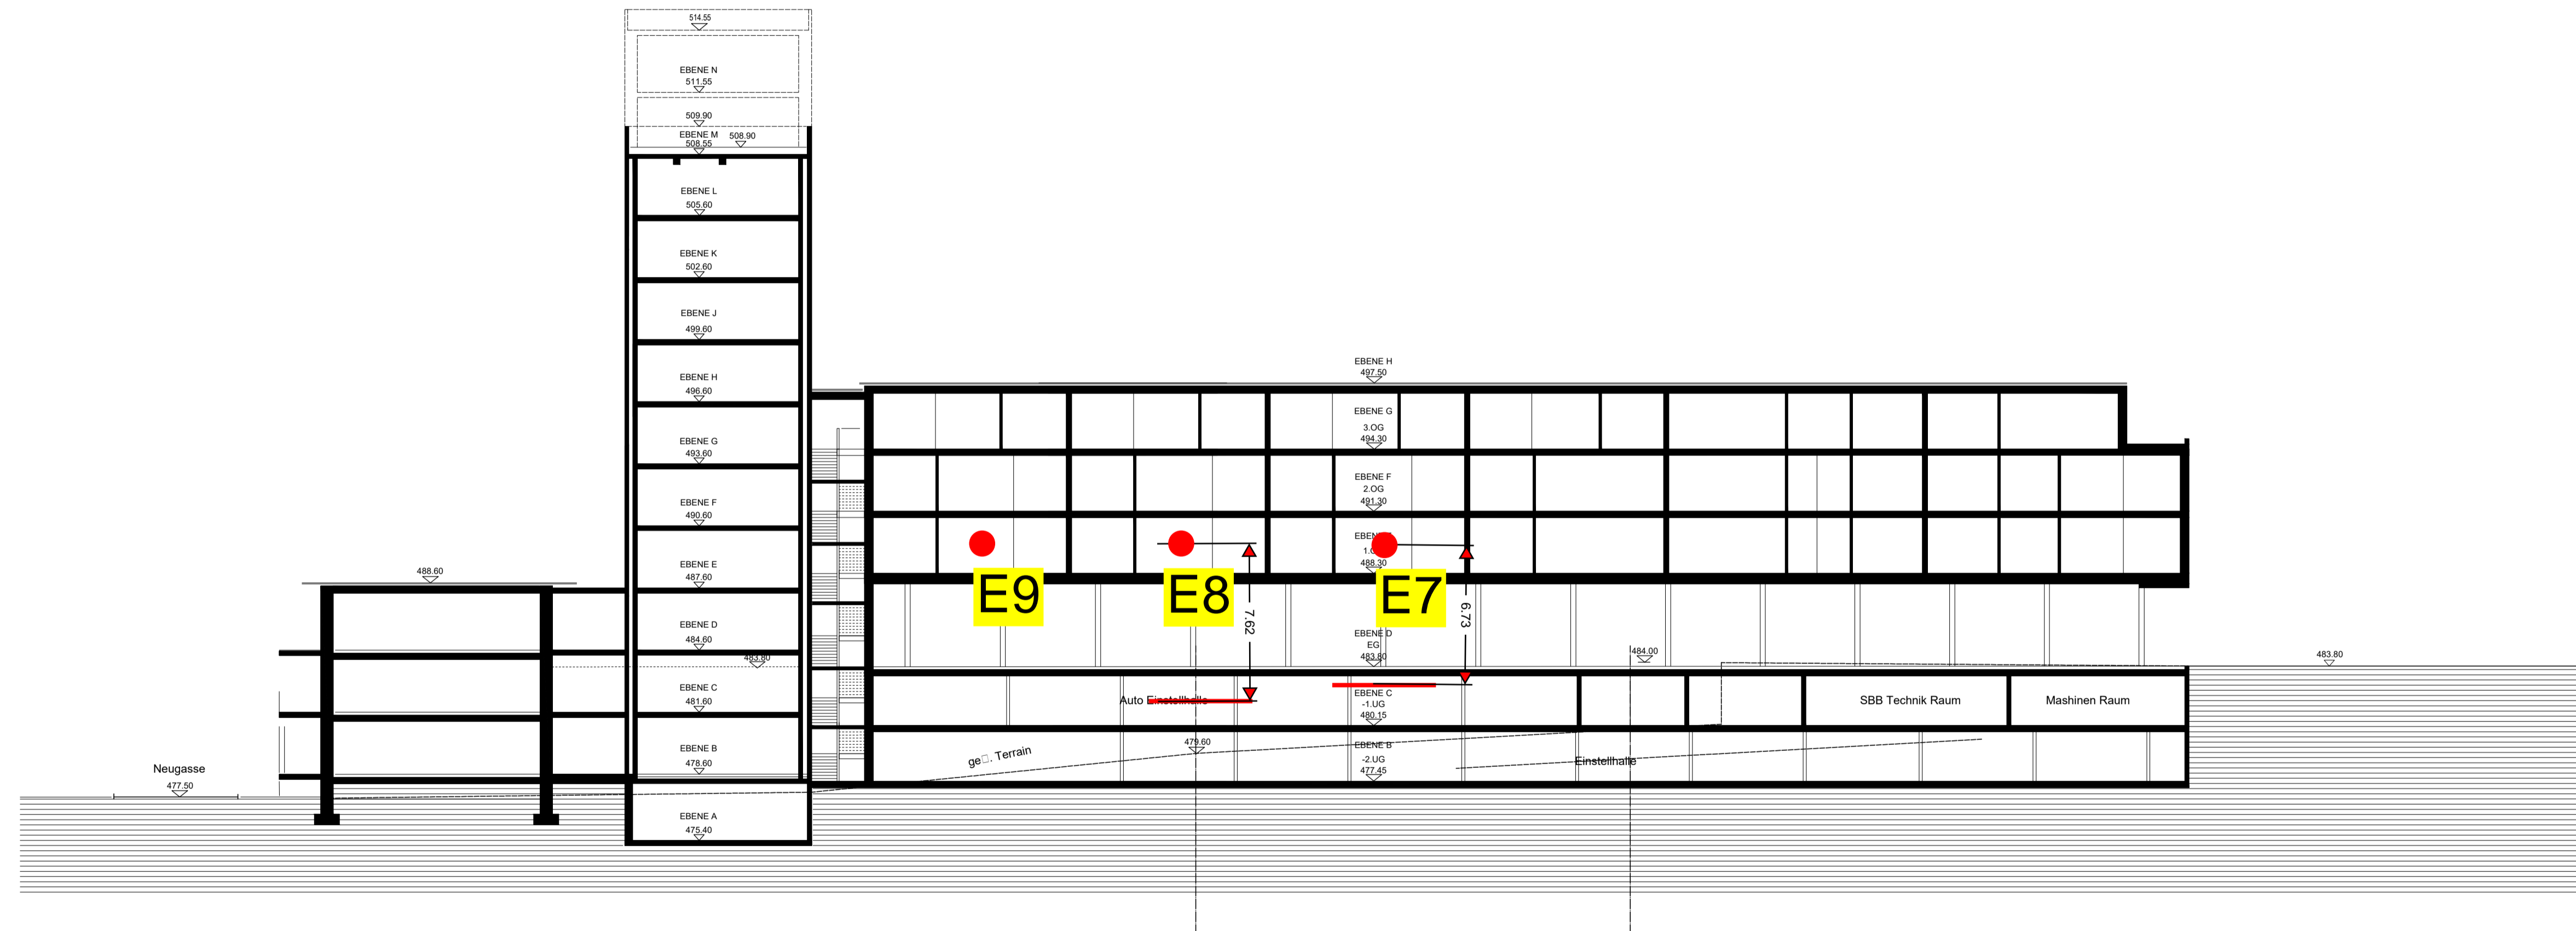 514.55
EBENE N
511.55
509.90
EBENE M
508.90
508.55
EBENE L
505.60
EBENE K
502.60
EBENE J
499.60
EBENE H
496.60
EBENE G
493.60
EBENE F
490.60
EBENE E
487.60
EBENE D
484.60
483.80
EBENE C
481.60
EBENE B
478.60
EBENE A
475.40
488.60
Neugasse
477.50
EBENE H
497.50
EBENE G
3.OG
494.30
EBENE F
2.OG
491.30
488.30
E9
E8
E7
7.62
6.73
EBENE D
EG
483.80
484.00
483.80
Auto Einstellhalle
EBENE C
-1.UG
480.15
SBB Technik Raum
Mashinen Raum
479.60
Terrain
EBENE B
-2.UG
477.45
Einstellhalle